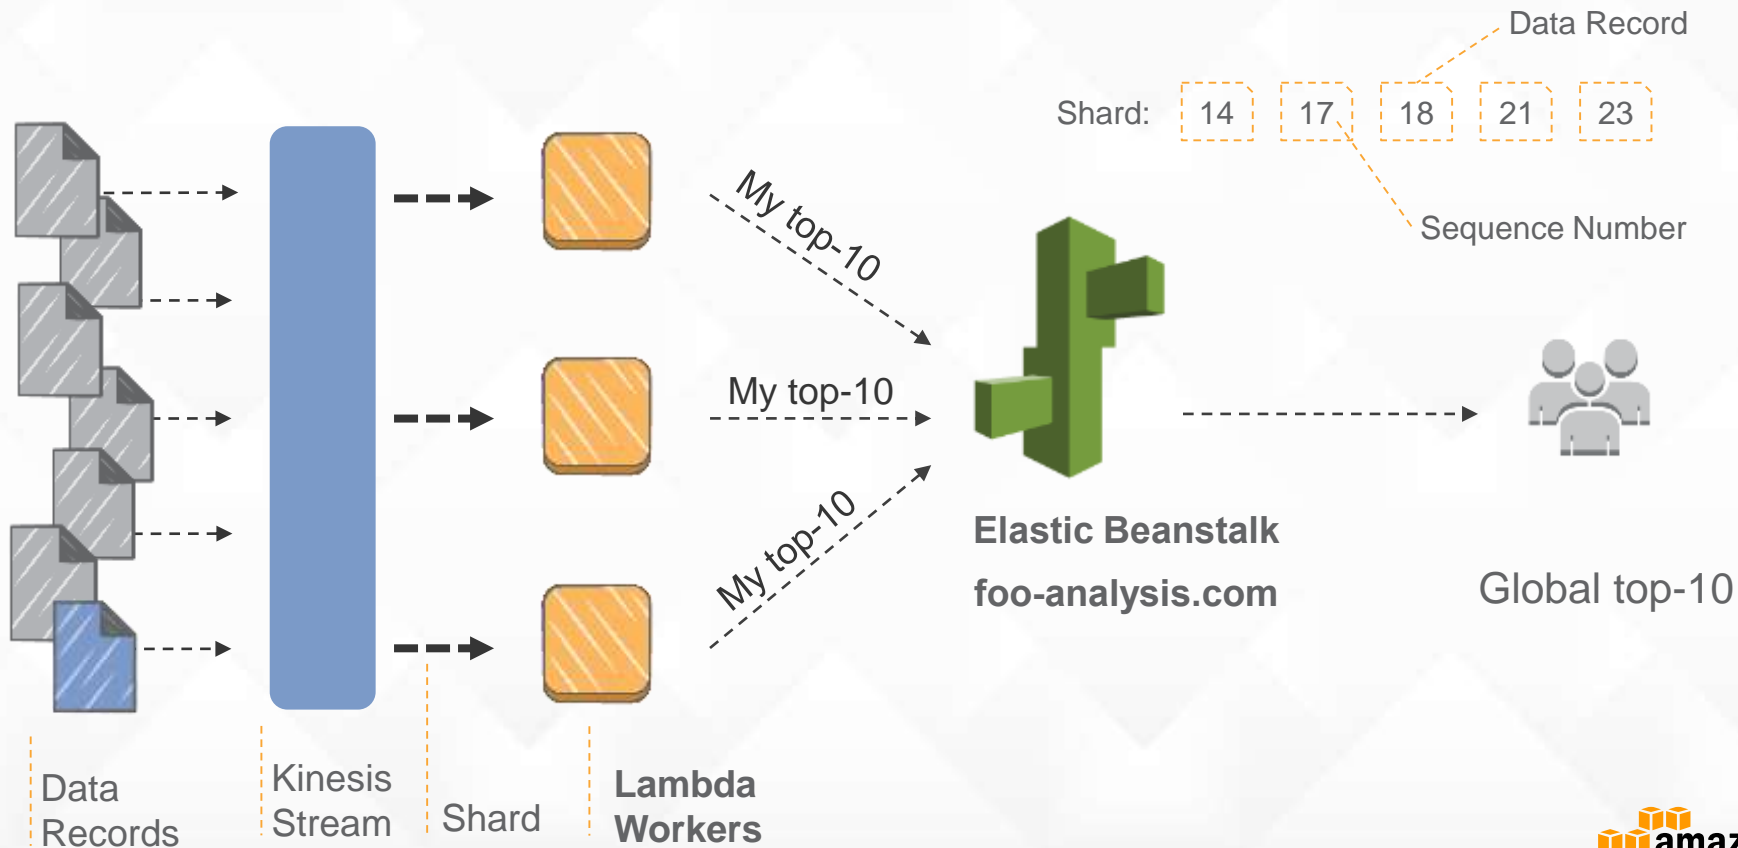 Data Record
Shard: 14 17 18 21 23
Sequence Number
My top-10
My top-10
My top-10
Elastic Beanstalk
foo-analysis.com
Global top-10
Data
Records
Kinesis
Stream
Shard
Lambda
Workers